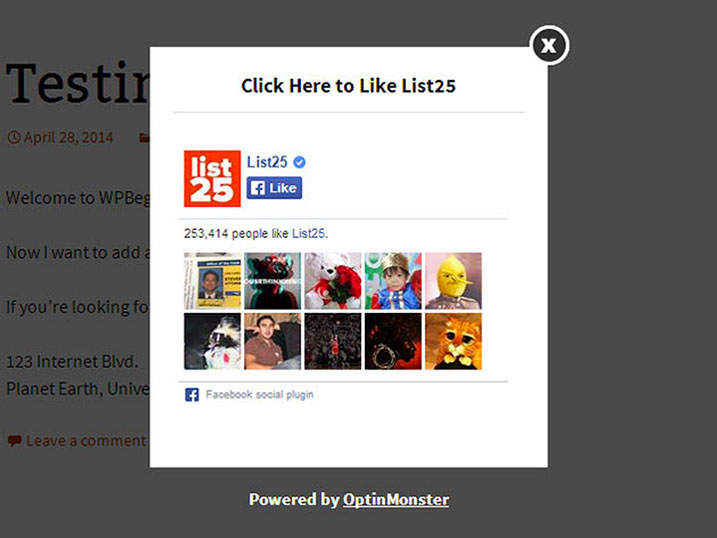 X
Click Here to Like List25
Testin
April 28, 2014
list
25
List25
Like
Welcome to WPBeg
253,414 people like List25.
Now I want to add a
If you're looking fo
123 Internet Blvd.
Planet Earth, Unive
Facebook social plugin
Leave a comment
Powered by OptinMonster